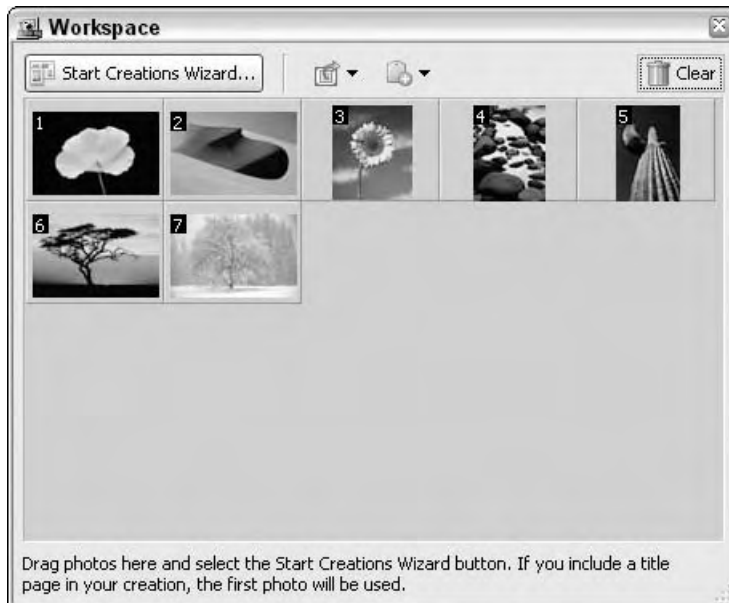 Workspace
Start Creations Wizard...
Clear
1 2 3 4 5
6 7
Drag photos here and select the Start Creations Wizard button. If you include a title
page in your creation, the first photo will be used.